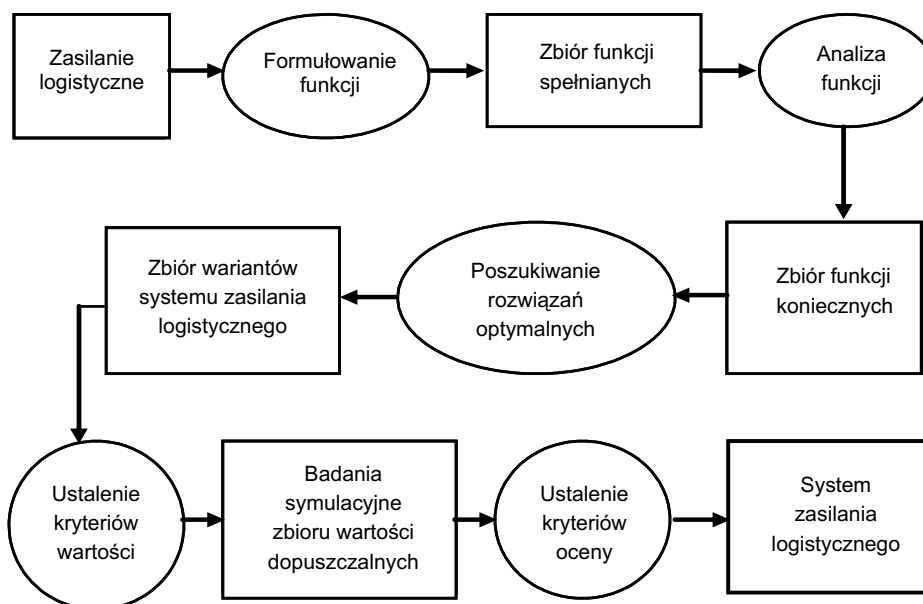 Zasilanie
logistyczne
Formułowanie
funkcji
Zbiór funkcji
spełnianych
Analiza
funkcji
Zbiór funkcji
koniecznych
Poszukiwanie
rozwiązań
optymalnych
Zbiór wariantów
systemu zasilania
logistycznego
Ustalenie
kryteriów
wartości
Badania
symulacyjne
zbioru wartości
dopuszczalnych
Ustalenie
kryteriów
oceny
System
zasilania
logistycznego